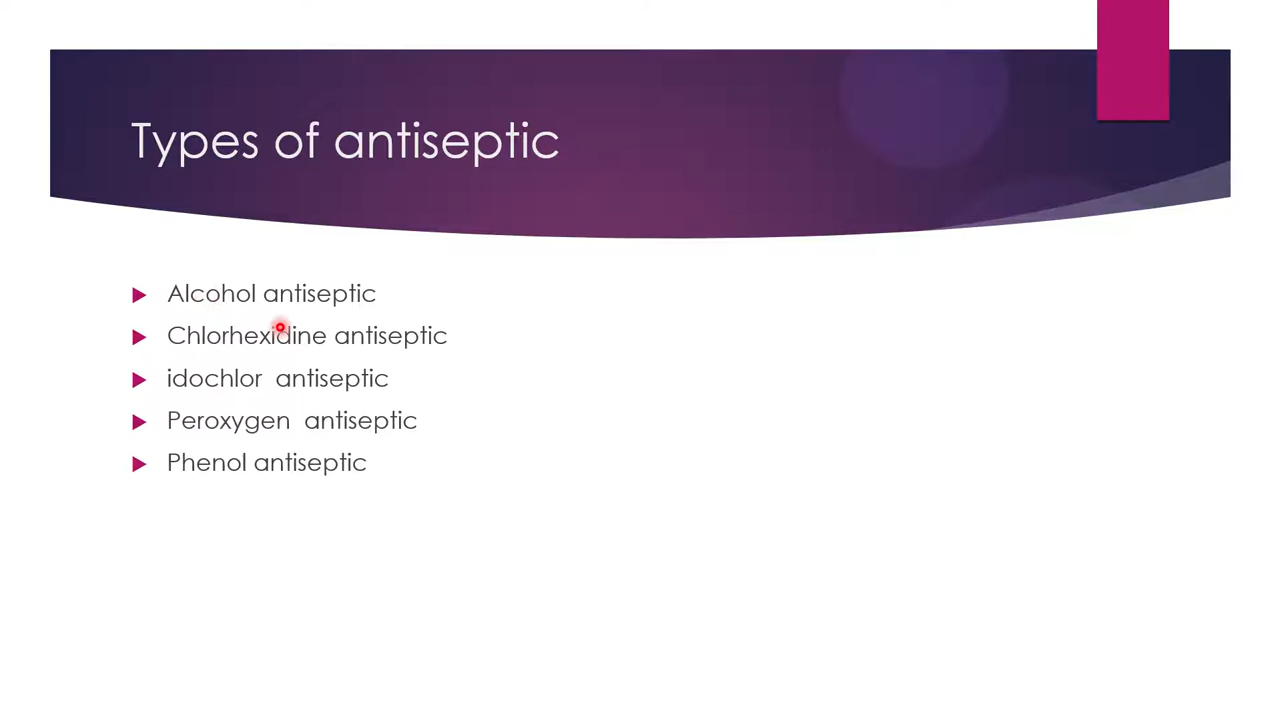 Types of antiseptic
Alcohol antiseptic
Chlorhexidine antiseptic
idochlor antiseptic
Peroxygen antiseptic
Phenol antiseptic